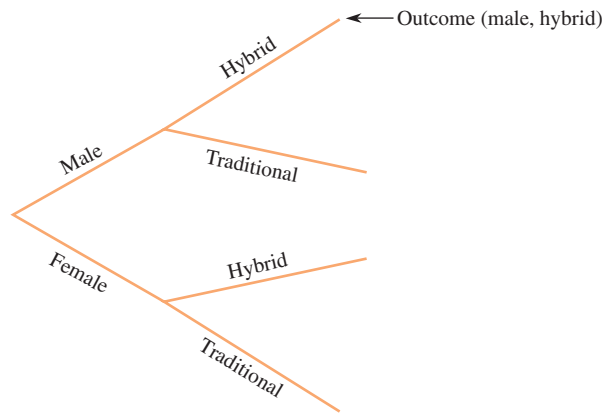 Outcome (male, hybrid)
Hybrid
Male
Traditional
Female
Hybrid
Traditional